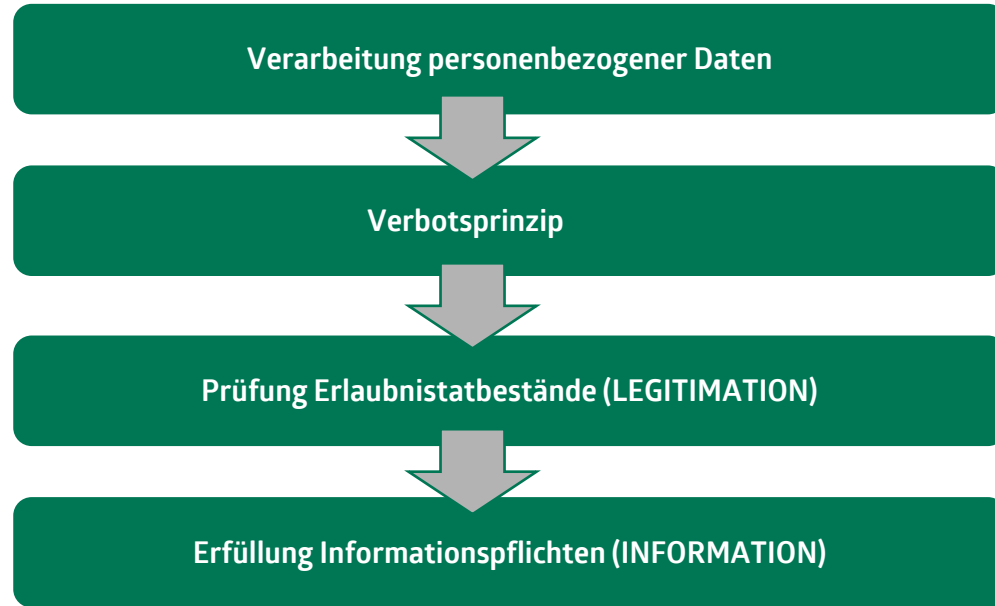 Verarbeitung personenbezogener Daten
Verbotsprinzip
Prüfung Erlaubnistatbestände (LEGITIMATION)
Erfüllung Informationspflichten (INFORMATION)